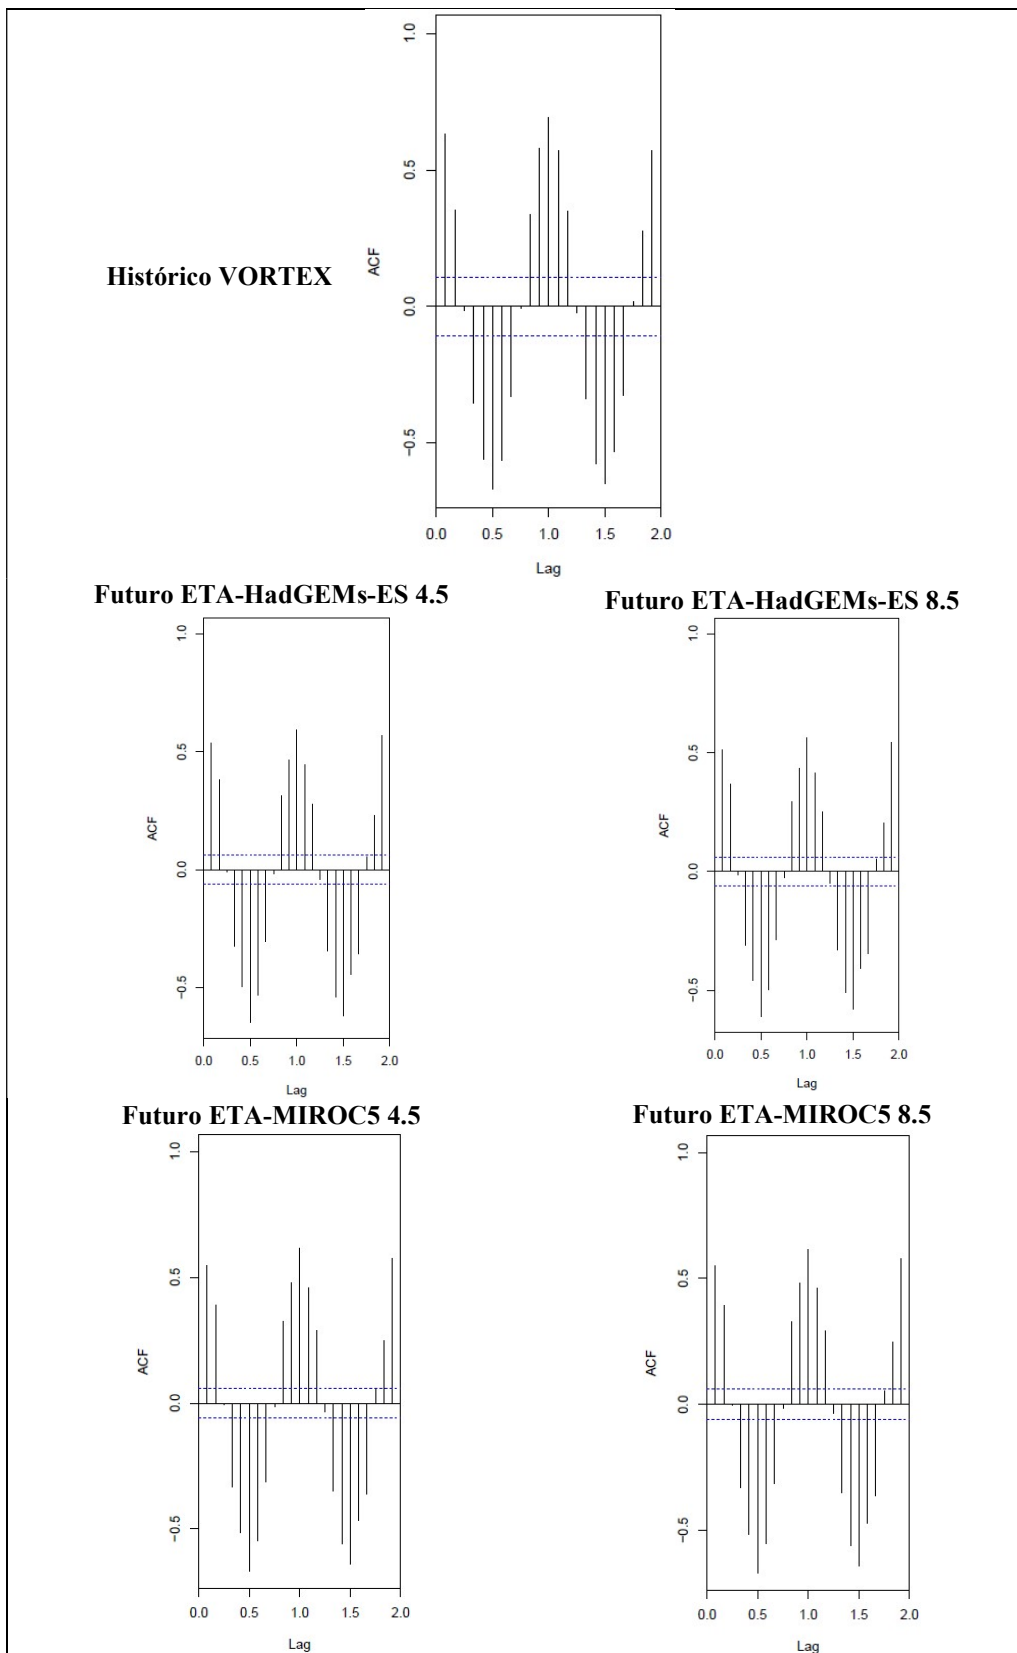 1.0
0.5
0.0
−0.5
ACF
Histórico VORTEX
0.0 0.5 1.0 1.5 2.0
Lag
Futuro ETA-HadGEMs-ES 4.5
1.0
0.5
0.0
−0.5
ACF
0.0 0.5 1.0 1.5 2.0
Lag
Futuro ETA-HadGEMs-ES 8.5
1.0
0.5
0.0
−0.5
ACF
0.0 0.5 1.0 1.5 2.0
Lag
Futuro ETA-MIROC5 4.5
1.0
0.5
0.0
−0.5
ACF
0.0 0.5 1.0 1.5 2.0
Lag
Futuro ETA-MIROC5 8.5
1.0
0.5
0.0
−0.5
ACF
0.0 0.5 1.0 1.5 2.0
Lag